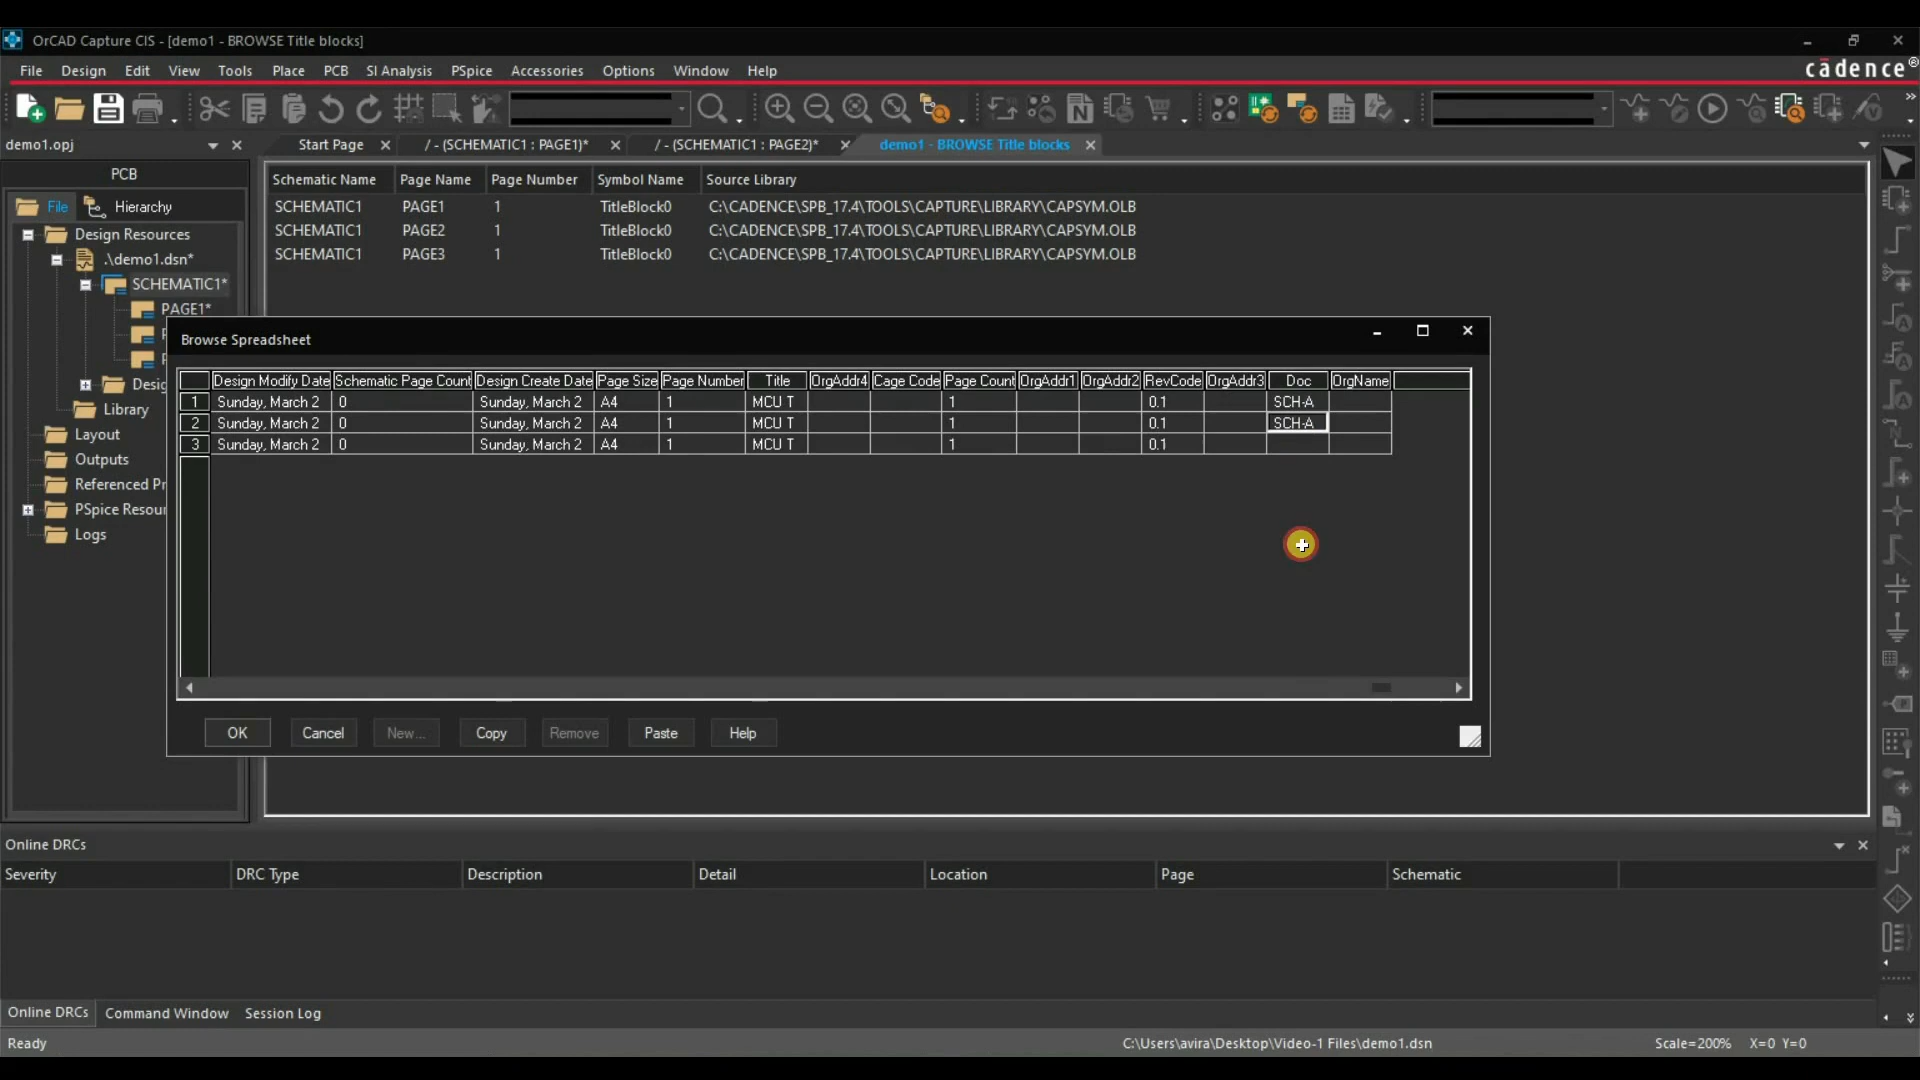 OrCAD Capture CIS - [demo1 - BROWSE Title blocks]
File Design Edit View Tools Place PCB SI Analysis PSpice Accessories Options Window Help
cādence®
demo1.opj
Start Page
/ - (SCHEMATIC1 : PAGE1)*
/ - (SCHEMATIC1 : PAGE2)*
demo1 - BROWSE Title blocks
PCB
File
Hierarchy
Design Resources
.\demo1.dsn*
SCHEMATIC1*
PAGE1*
Desig
Library
Layout
Outputs
Referenced Pr
PSpice Resour
Logs
Schematic Name Page Name Page Number Symbol Name Source Library
SCHEMATIC1 PAGE1 1 TitleBlock0 C:\CADENCE\SPB_17.4\TOOLS\CAPTURE\LIBRARY\CAPSYM.OLB
SCHEMATIC1 PAGE2 1 TitleBlock0 C:\CADENCE\SPB_17.4\TOOLS\CAPTURE\LIBRARY\CAPSYM.OLB
SCHEMATIC1 PAGE3 1 TitleBlock0 C:\CADENCE\SPB_17.4\TOOLS\CAPTURE\LIBRARY\CAPSYM.OLB
Browse Spreadsheet
Design Modify Date Schematic Page Count Design Create Date Page Size Page Number Title OrgAddr4 Cage Code Page Count OrgAddr1 OrgAddr2 RevCode OrgAddr3 Doc OrgName
1 Sunday, March 2 0 Sunday, March 2 A4 1 MCU T 1 0.1 SCH-A
2 Sunday, March 2 0 Sunday, March 2 A4 1 MCU T 1 0.1 SCH-A
3 Sunday, March 2 0 Sunday, March 2 A4 1 MCU T 1 0.1
OK Cancel New... Copy Remove Paste Help
Online DRCs
Severity DRC Type Description Detail Location Page Schematic
Online DRCs Command Window Session Log
Ready
C:\Users\avira\Desktop\Video-1 Files\demo1.dsn
Scale=200% X=0 Y=0